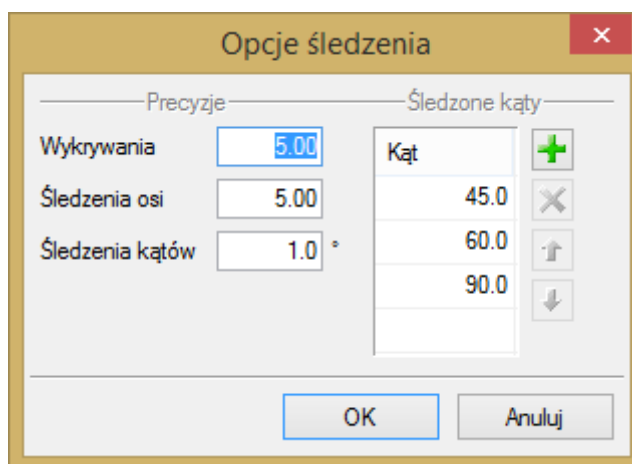 Opcje śledzenia
Precyzje
Wykrywania 5.00
Śledzenia osi 5.00
Śledzenia kątów 1.0 °
Śledzone kąty
Kąt
45.0
60.0
90.0
OK Anuluj